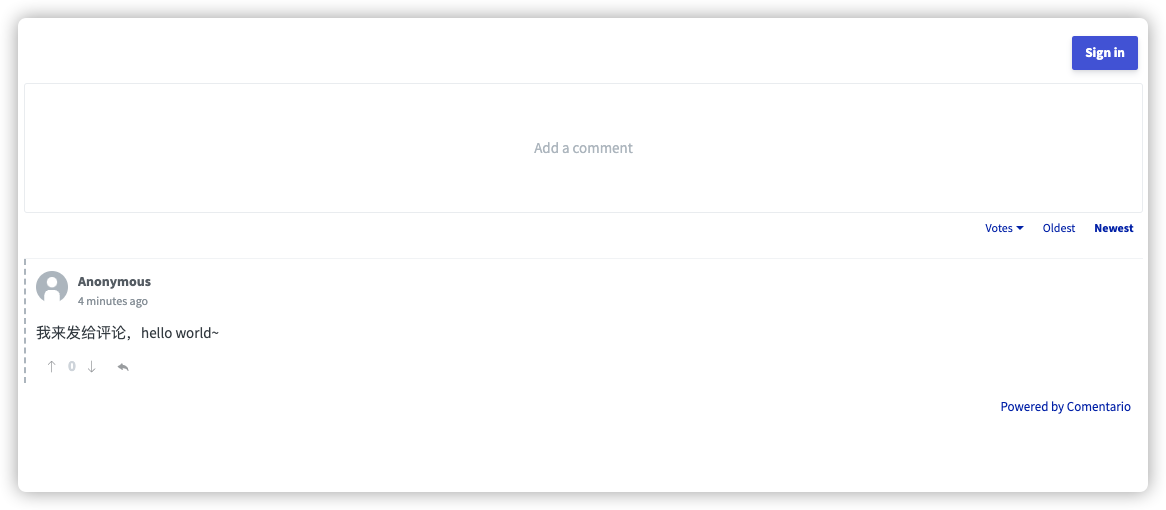 Sign in
Add a comment
Votes Oldest Newest
Anonymous
4 minutes ago
我来发给评论，hello world~
0
Powered by Comentario